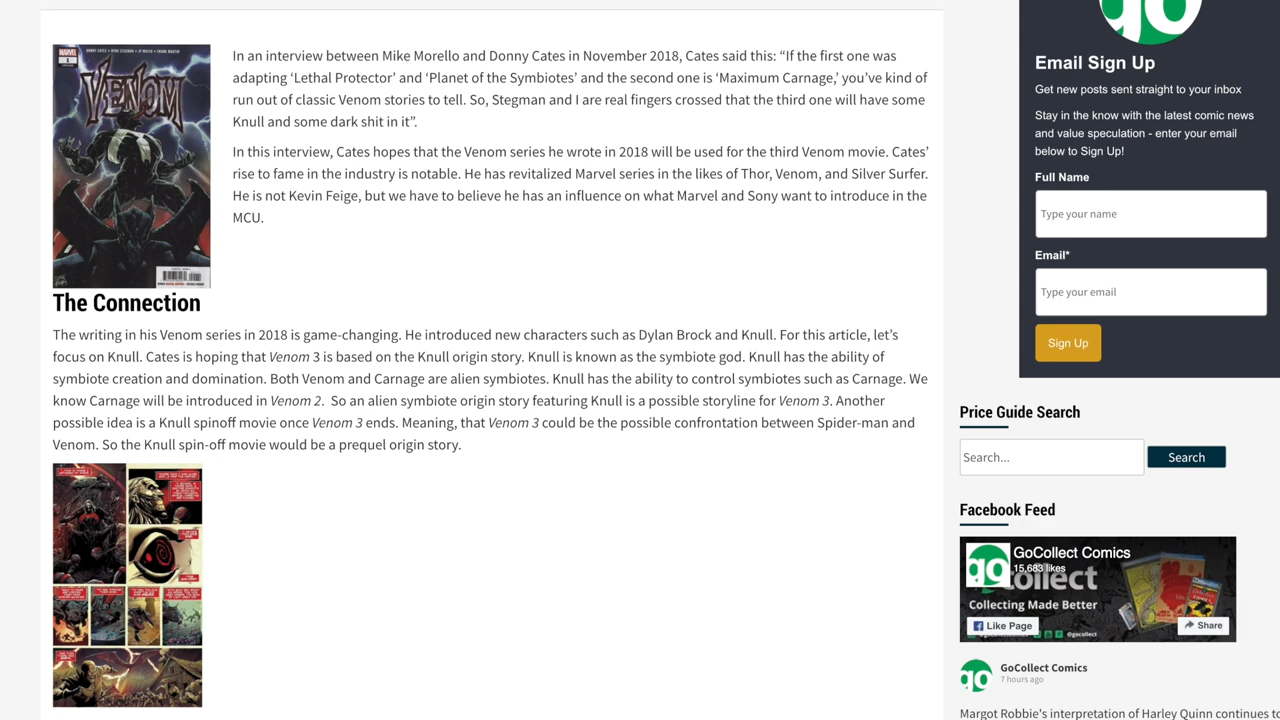 MARVEL
1
DONNY CATES • RYAN STEGMAN • JP MAYER • FRANK MARTIN
VENOM
In an interview between Mike Morello and Donny Cates in November 2018, Cates said this: “If the first one was
adapting ‘Lethal Protector’ and ‘Planet of the Symbiotes’ and the second one is ‘Maximum Carnage,’ you’ve kind of
run out of classic Venom stories to tell. So, Stegman and I are real fingers crossed that the third one will have some
Knull and some dark shit in it”.
In this interview, Cates hopes that the Venom series he wrote in 2018 will be used for the third Venom movie. Cates’
rise to fame in the industry is notable. He has revitalized Marvel series in the likes of Thor, Venom, and Silver Surfer.
He is not Kevin Feige, but we have to believe he has an influence on what Marvel and Sony want to introduce in the
MCU.
The Connection
The writing in his Venom series in 2018 is game-changing. He introduced new characters such as Dylan Brock and Knull. For this article, let’s
focus on Knull. Cates is hoping that Venom 3 is based on the Knull origin story. Knull is known as the symbiote god. Knull has the ability of
symbiote creation and domination. Both Venom and Carnage are alien symbiotes. Knull has the ability to control symbiotes such as Carnage. We
know Carnage will be introduced in Venom 2.  So an alien symbiote origin story featuring Knull is a possible storyline for Venom 3. Another
possible idea is a Knull spinoff movie once Venom 3 ends. Meaning, that Venom 3 could be the possible confrontation between Spider-man and
Venom. So the Knull spin-off movie would be a prequel origin story.
go
Email Sign Up
Get new posts sent straight to your inbox
Stay in the know with the latest comic news
and value speculation - enter your email
below to Sign Up!
Full Name
Type your name
Email*
Type your email
Sign Up
Price Guide Search
Search...
Search
Facebook Feed
go
GoCollect Comics
15,683 likes
ollect
Collecting Made Better
Like Page
@gocollect
Share
go
GoCollect Comics
7 hours ago
Margot Robbie's interpretation of Harley Quinn continues to